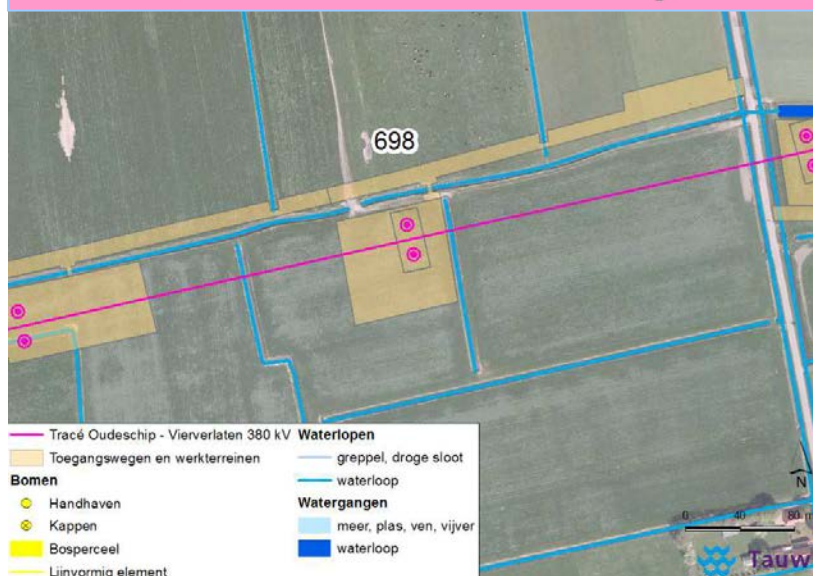 698
Tracé Oudeschip - Vierverlaten 380 kV
Toegangswegen en werkterreinen
Bomen
Handhaven
Kappen
Bosperceel
Lijnvormig element
Waterlopen
greppel, droge sloot
waterloop
Watergangen
meer, plas, ven, vijver
waterloop
N
0 40 80 m
Tauw